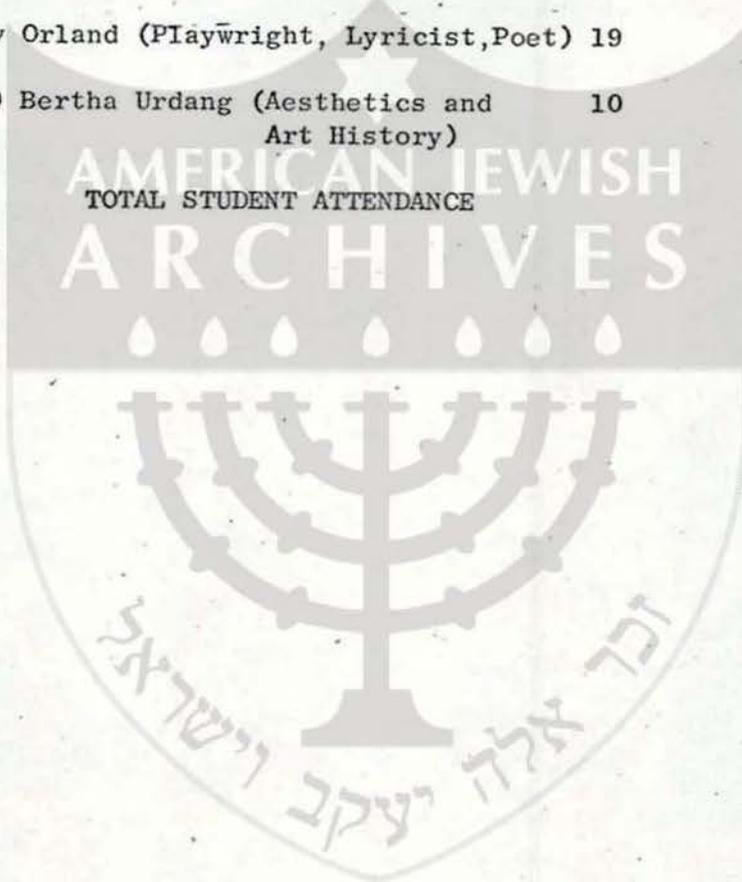 Orland (PIaywright, Lyricist,Poet) 19
Bertha Urdang (Aesthetics and 10
Art History)
AMERICAN JEWISH
TOTAL STUDENT ATTENDANCE
ARCHIVES
זכר אלה יעקב וישראל